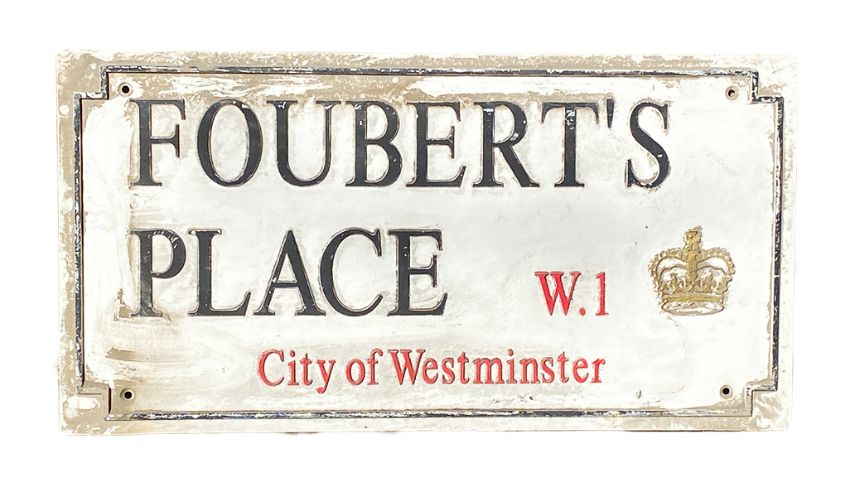 FOUBERT'S
PLACE
W.1
City of Westminster